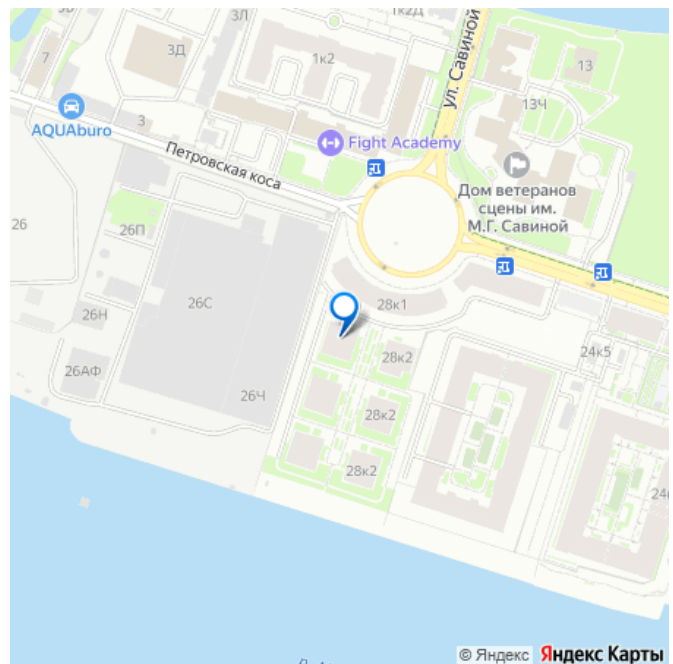 3Л
1к2Д
3Д
1к2
ул. Савиной
13
7
AQUAburo
3
13Ч
Fight Academy
Петровская коса
Дом ветеранов
сцены им.
М.Г. Савиной
26П
26
26С
28к1
26Н
24к5
28к2
26АФ
26Ч
28к2
28к2
© Яндекс Яндекс Карты